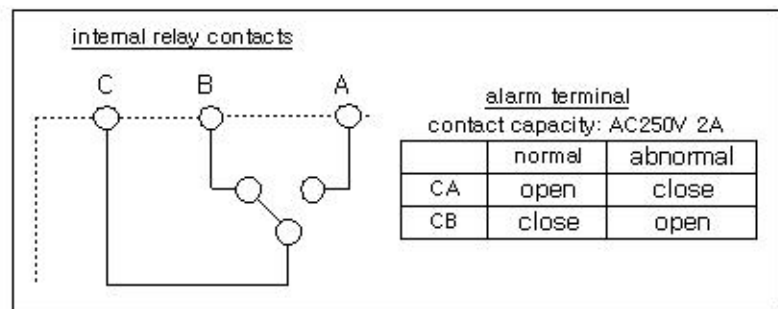 internal relay contacts
C B A
alarm terminal
contact capacity: AC250V 2A
normal abnormal
CA open close
CB close open